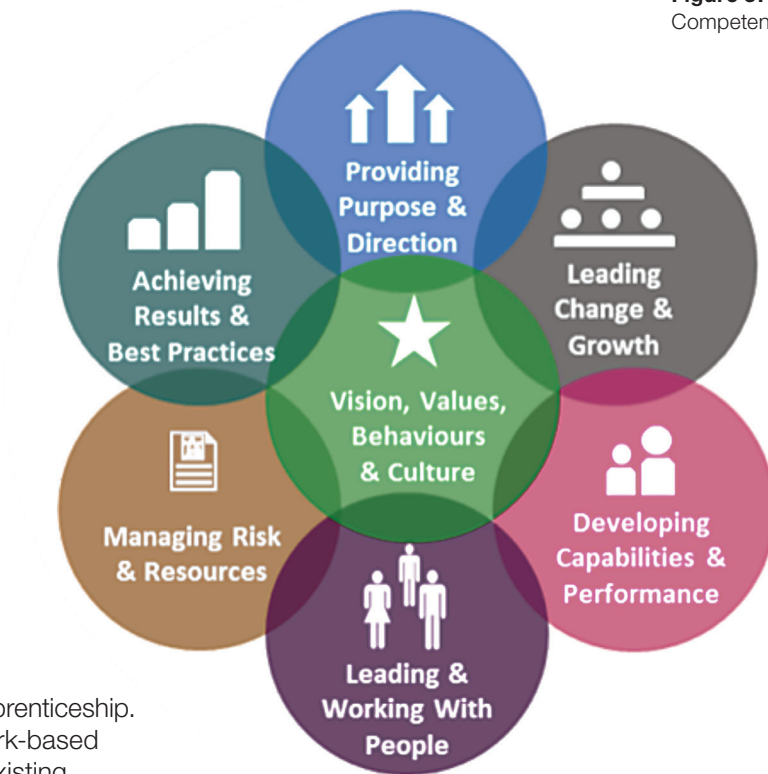 Competen
Providing
Purpose &
Direction
Achieving
Results &
Best Practices
Leading
Change &
Growth
Vision, Values,
Behaviours
& Culture
Managing Risk
& Resources
Developing
Capabilities &
Performance
Leading &
Working With
People
prenticeship.
rk-based